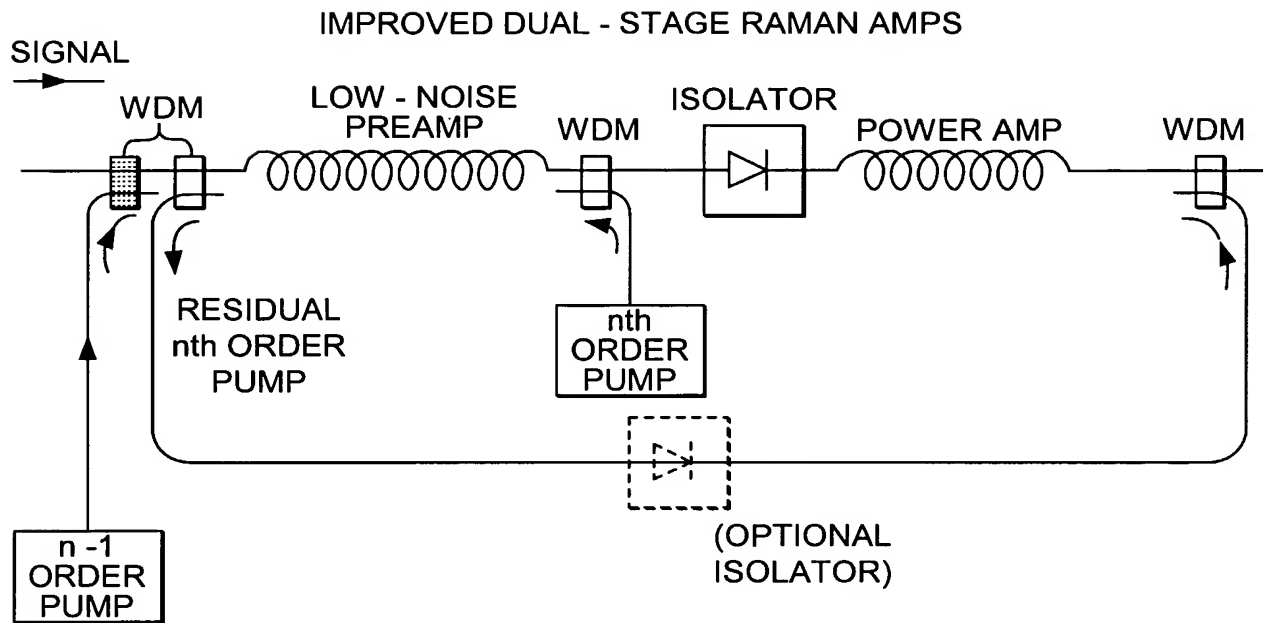 IMPROVED DUAL - STAGE RAMAN AMPS
SIGNAL
WDM
LOW - NOISE
PREAMP
WDM
ISOLATOR
POWER AMP
WDM
RESIDUAL
nth ORDER
PUMP
nth
ORDER
PUMP
(OPTIONAL
ISOLATOR)
n -1
ORDER
PUMP